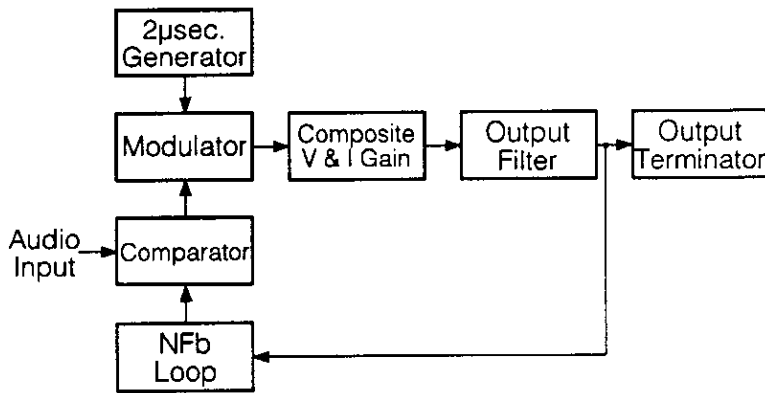 2µsec.
Generator
Modulator
Composite
V & I Gain
Output
Filter
Output
Terminator
Audio
Input
Comparator
NFb
Loop